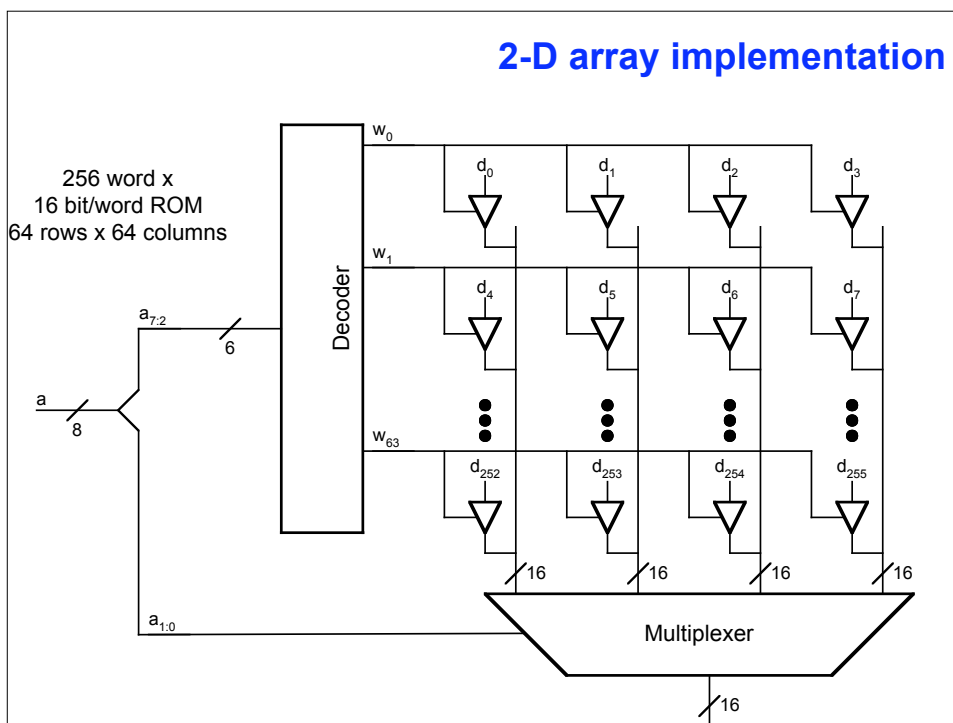 2-D array implementation
256 word x
16 bit/word ROM
64 rows x 64 columns
w0
d0 d1 d2 d3
w1
d4 d5 d6 d7
Decoder
a7:2
6
a
8
w63
d252 d253 d254 d255
16 16 16 16
a1:0
Multiplexer
16